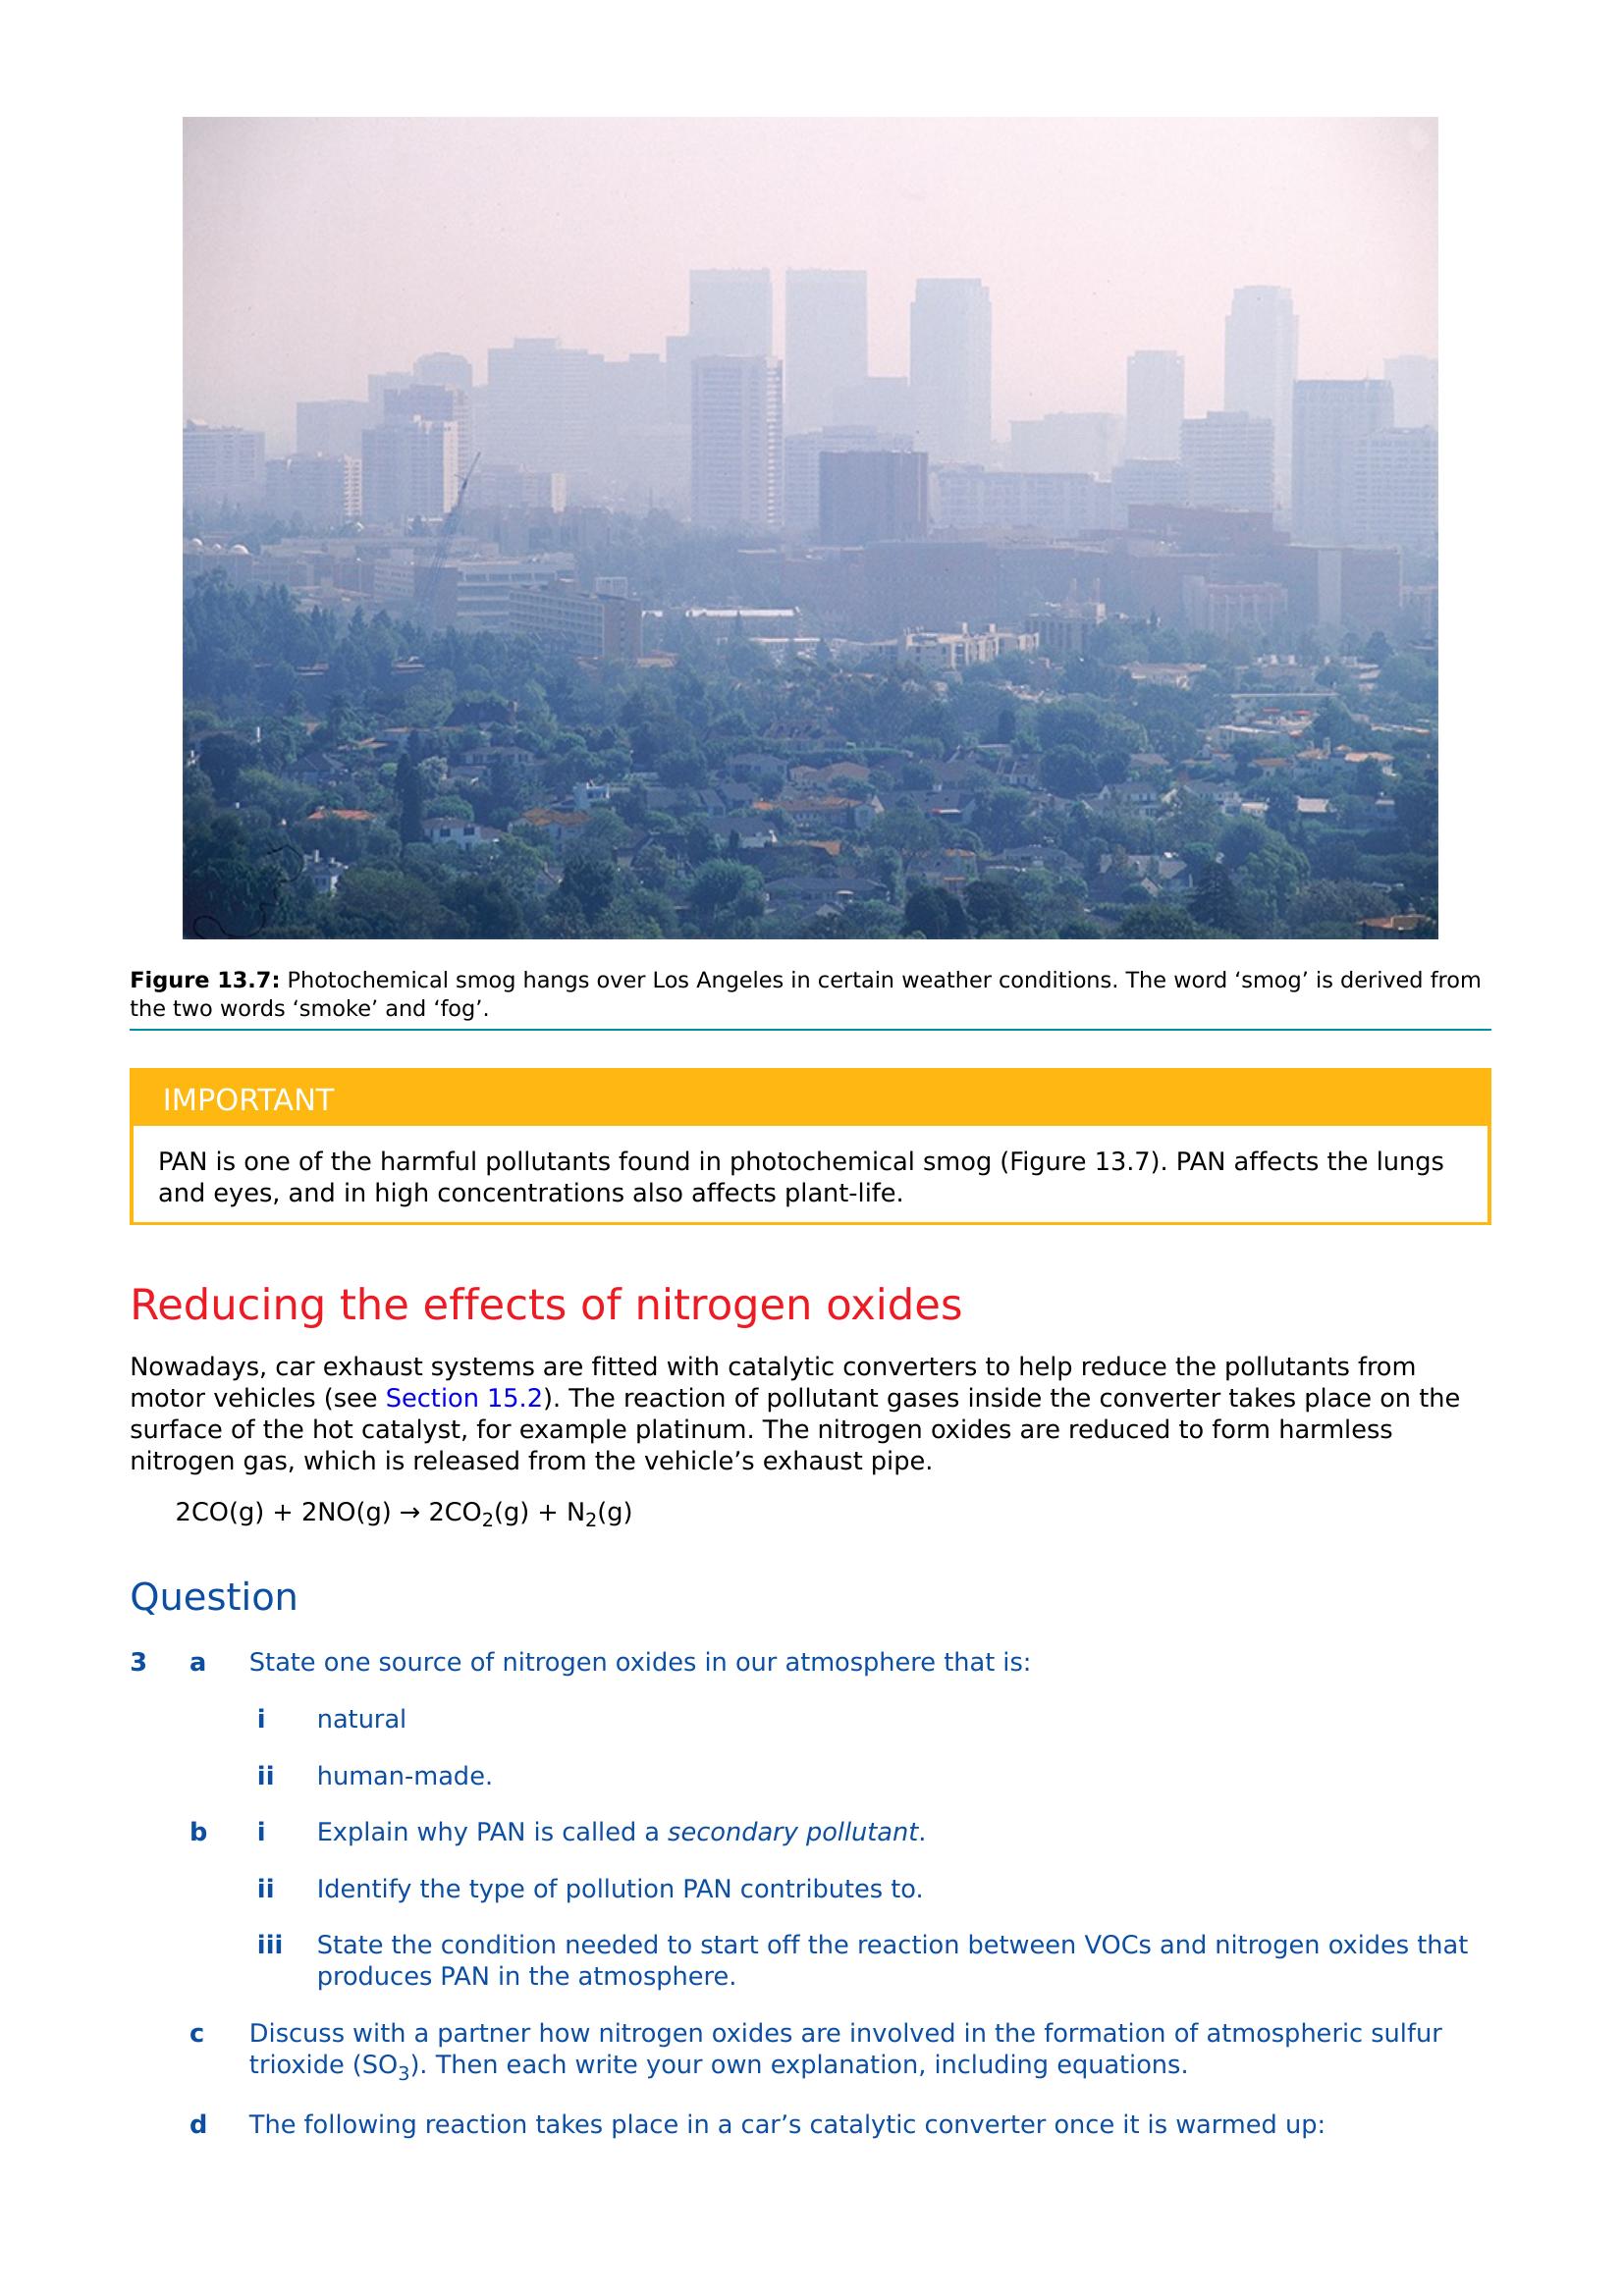 Figure 13.7: Photochemical smog hangs over Los Angeles in certain weather conditions. The word ‘smog’ is derived from
the two words ‘smoke’ and ‘fog’.
IMPORTANT
PAN is one of the harmful pollutants found in photochemical smog (Figure 13.7). PAN affects the lungs
and eyes, and in high concentrations also affects plant-life.
Reducing the effects of nitrogen oxides
Nowadays, car exhaust systems are fitted with catalytic converters to help reduce the pollutants from
motor vehicles (see Section 15.2). The reaction of pollutant gases inside the converter takes place on the
surface of the hot catalyst, for example platinum. The nitrogen oxides are reduced to form harmless
nitrogen gas, which is released from the vehicle’s exhaust pipe.
2CO(g) + 2NO(g) → 2CO₂(g) + N₂(g)
Question
3 a State one source of nitrogen oxides in our atmosphere that is:
i natural
ii human-made.
b i Explain why PAN is called a secondary pollutant.
ii Identify the type of pollution PAN contributes to.
iii State the condition needed to start off the reaction between VOCs and nitrogen oxides that
produces PAN in the atmosphere.
c Discuss with a partner how nitrogen oxides are involved in the formation of atmospheric sulfur
trioxide (SO₃). Then each write your own explanation, including equations.
d The following reaction takes place in a car’s catalytic converter once it is warmed up: